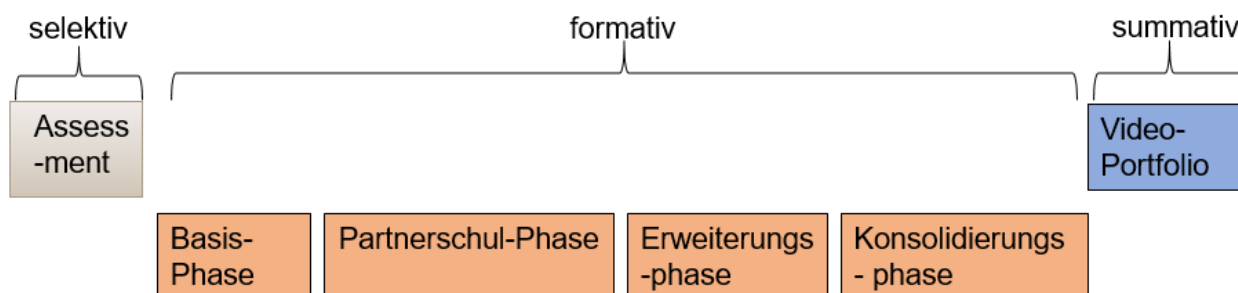 selektiv
formativ
summativ
Assess
-ment
Video-
Portfolio
Basis-
Phase
Partnerschul-Phase
Erweiterungs
-phase
Konsolidierungs
- phase